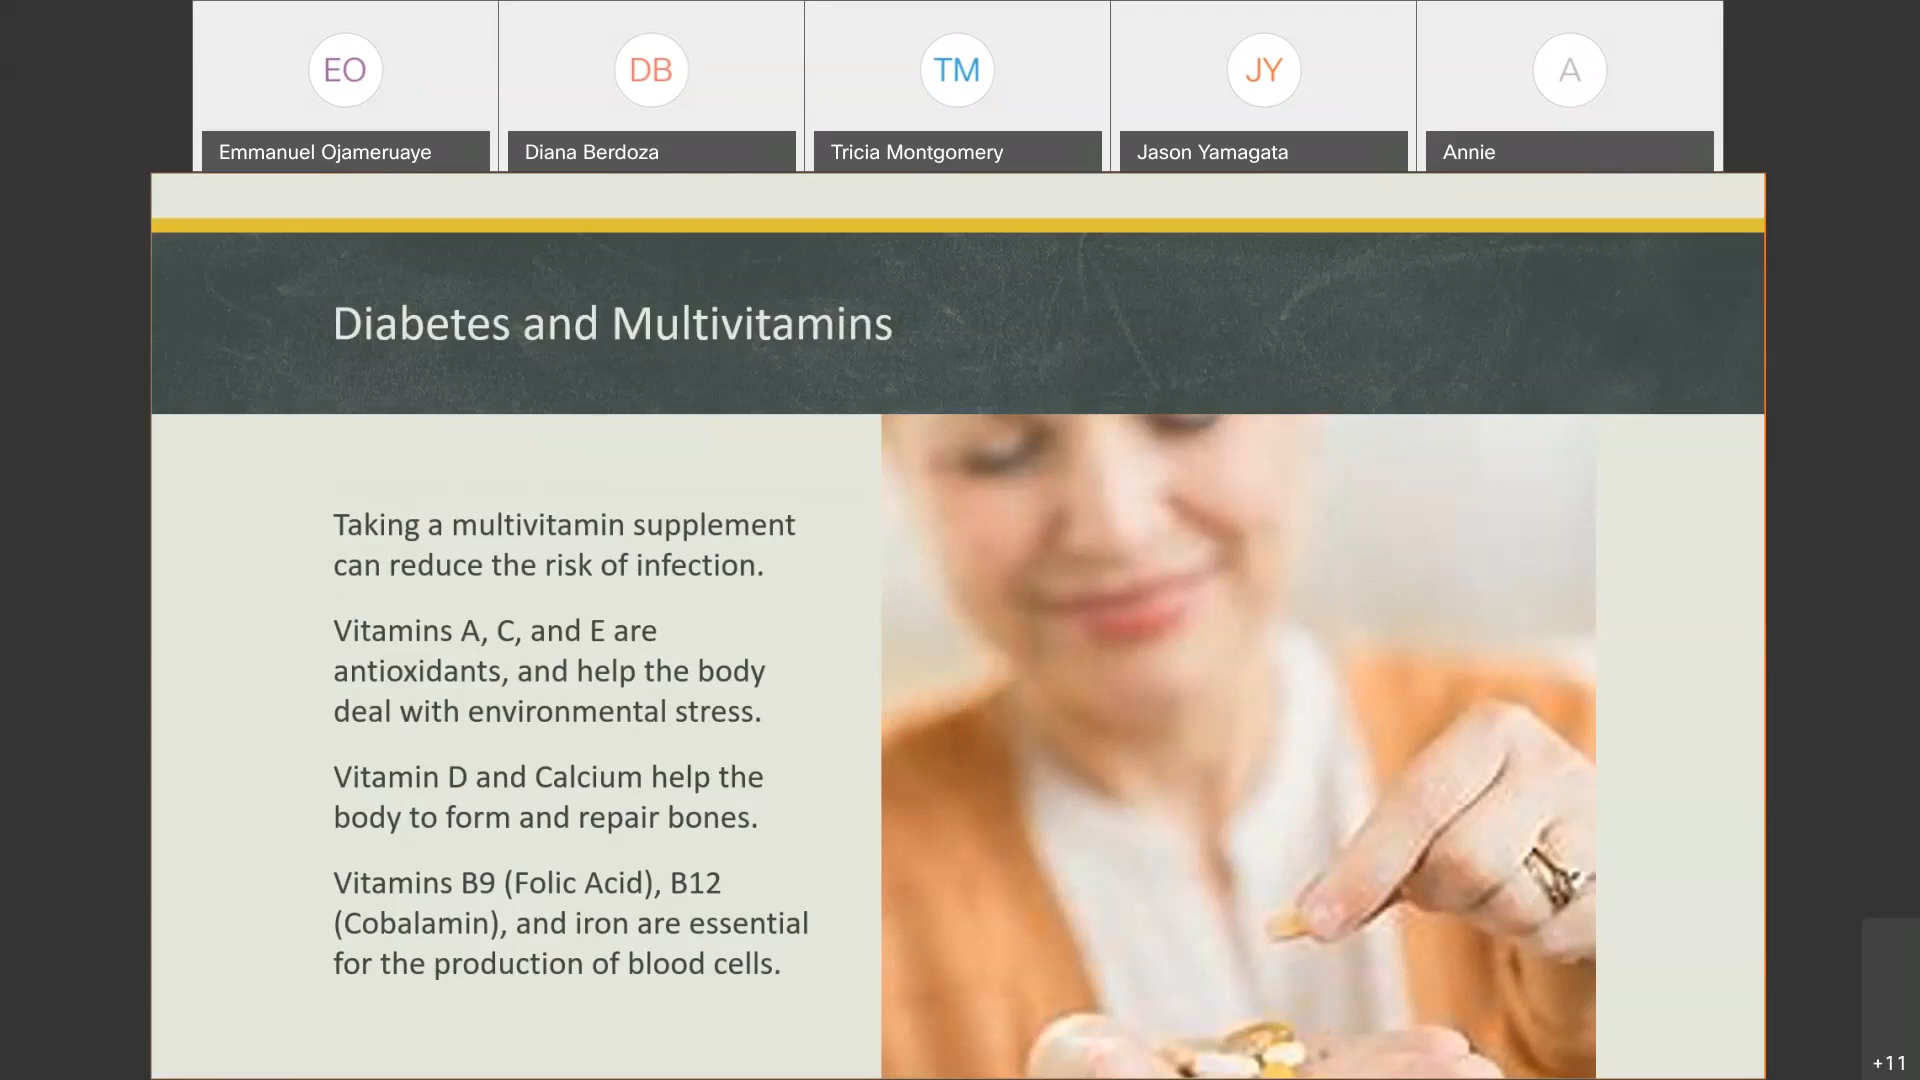 EO
DB
TM
JY
A
Emmanuel Ojameruaye
Diana Berdoza
Tricia Montgomery
Jason Yamagata
Annie
Diabetes and Multivitamins
Taking a multivitamin supplement
can reduce the risk of infection.
Vitamins A, C, and E are
antioxidants, and help the body
deal with environmental stress.
Vitamin D and Calcium help the
body to form and repair bones.
Vitamins B9 (Folic Acid), B12
(Cobalamin), and iron are essential
for the production of blood cells.
+11